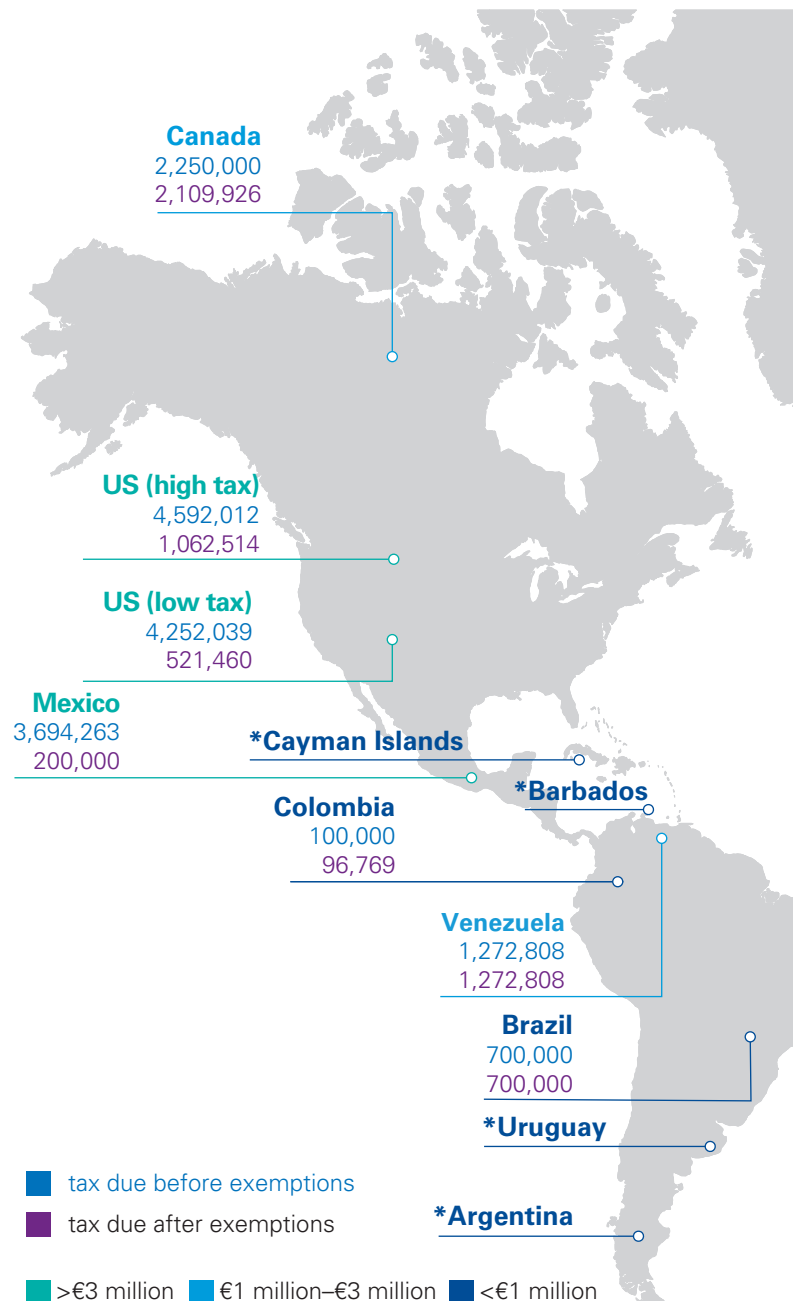 Canada
2,250,000
2,109,926
US (high tax)
4,592,012
1,062,514
US (low tax)
4,252,039
521,460
Mexico
3,694,263
200,000
*Cayman Islands
*Barbados
Colombia
100,000
96,769
Venezuela
1,272,808
1,272,808
Brazil
700,000
700,000
*Uruguay
*Argentina
tax due before exemptions
tax due after exemptions
>€3 million €1 million–€3 million <€1 million